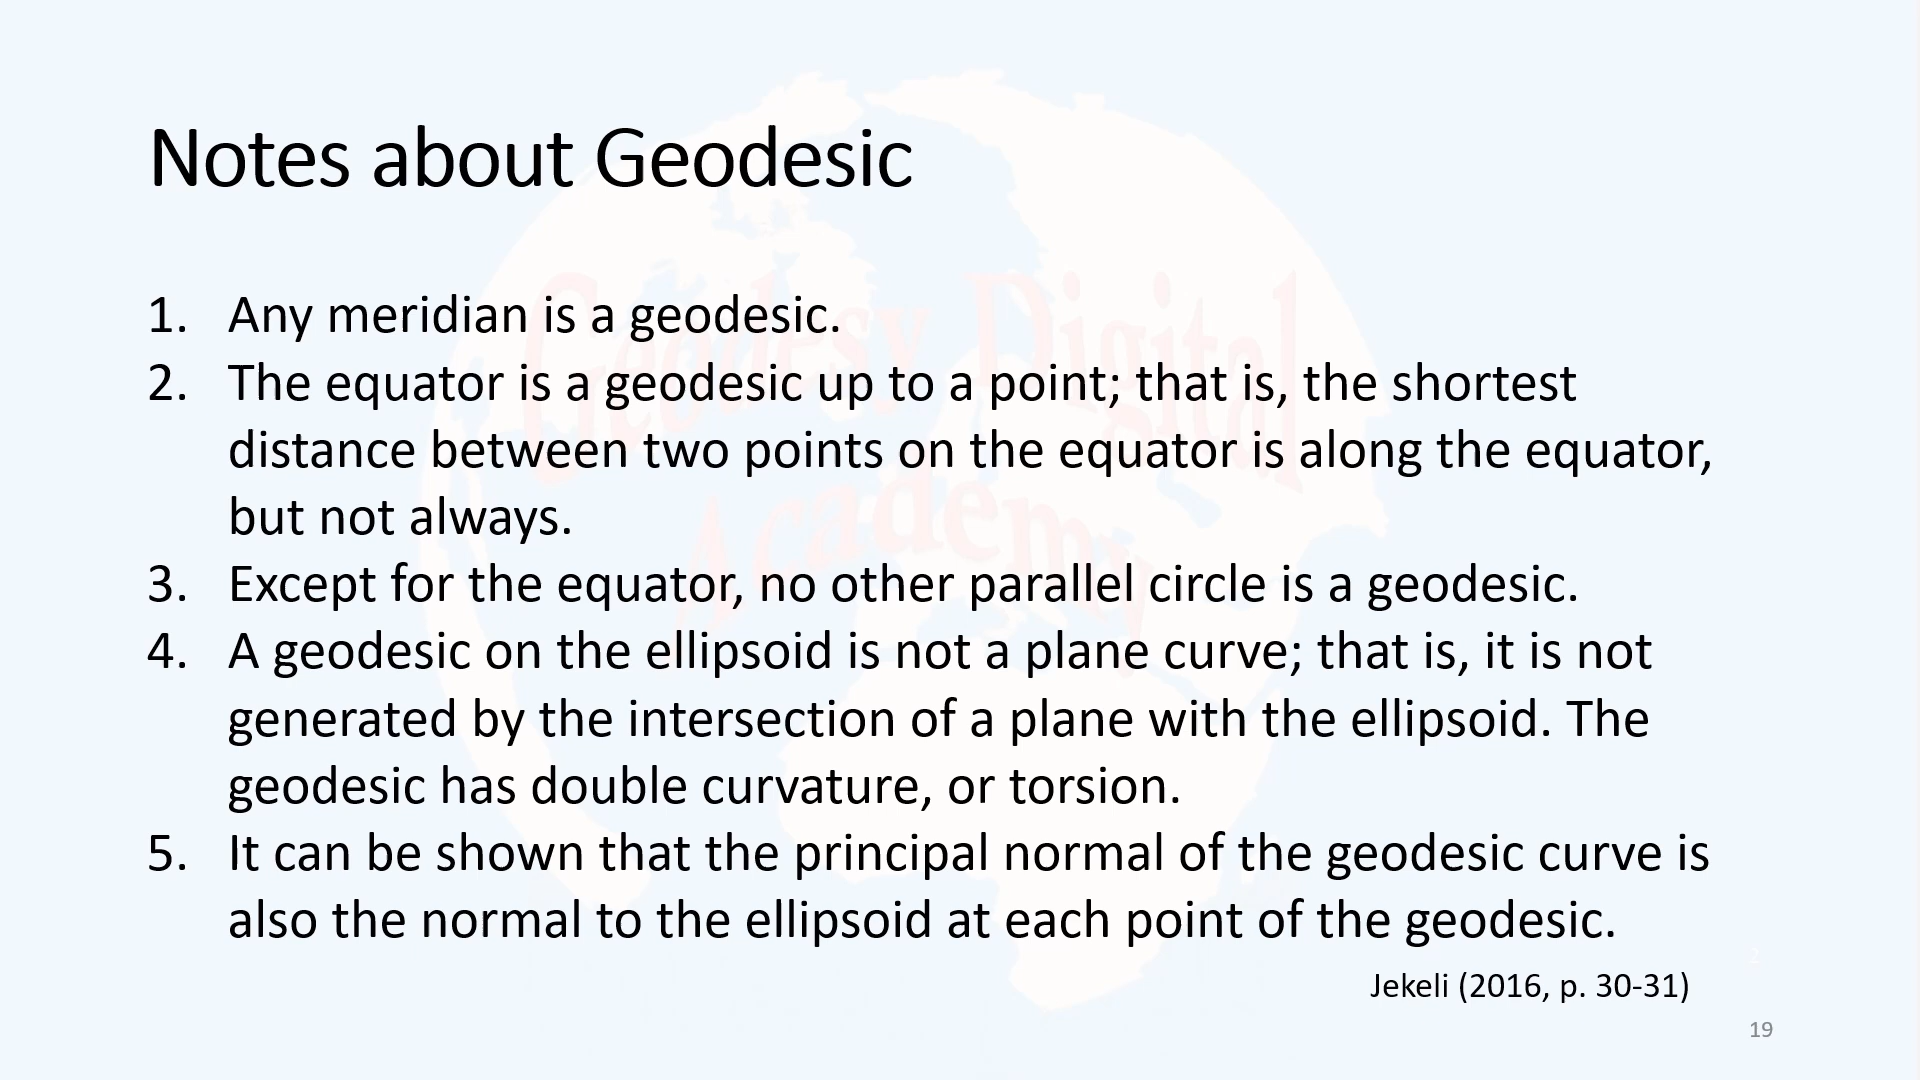 Notes about Geodesic
1. Any meridian is a geodesic.
2. The equator is a geodesic up to a point; that is, the shortest
distance between two points on the equator is along the equator,
but not always.
3. Except for the equator, no other parallel circle is a geodesic.
4. A geodesic on the ellipsoid is not a plane curve; that is, it is not
generated by the intersection of a plane with the ellipsoid. The
geodesic has double curvature, or torsion.
5. It can be shown that the principal normal of the geodesic curve is
also the normal to the ellipsoid at each point of the geodesic.
Jekeli (2016, p. 30-31)
19
Geodesy Digital
Academy